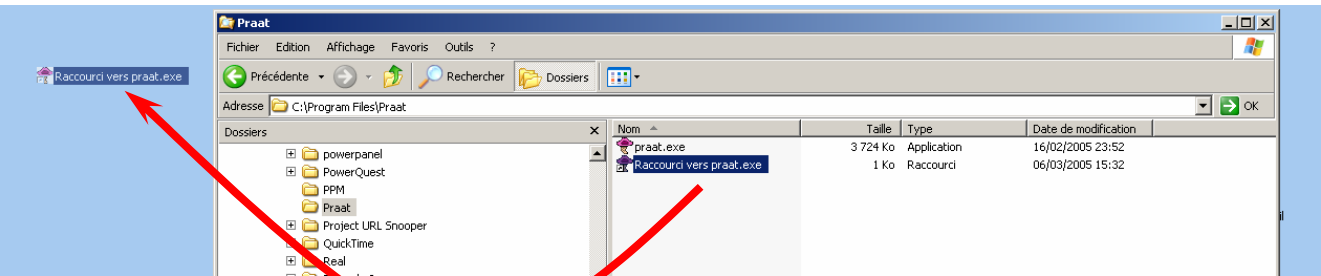 Praat
Fichier Edition Affichage Favoris Outils ?
Raccourci vers praat.exe
Précédente Rechercher Dossiers
Adresse C:\Program Files\Praat OK
Dossiers
Nom Taille Type Date de modification
powerpanel
praat.exe 3 724 Ko Application 16/02/2005 23:52
PowerQuest
Raccourci vers praat.exe 1 Ko Raccourci 06/03/2005 15:32
PPM
Praat
Project URL Snooper
QuickTime
Real